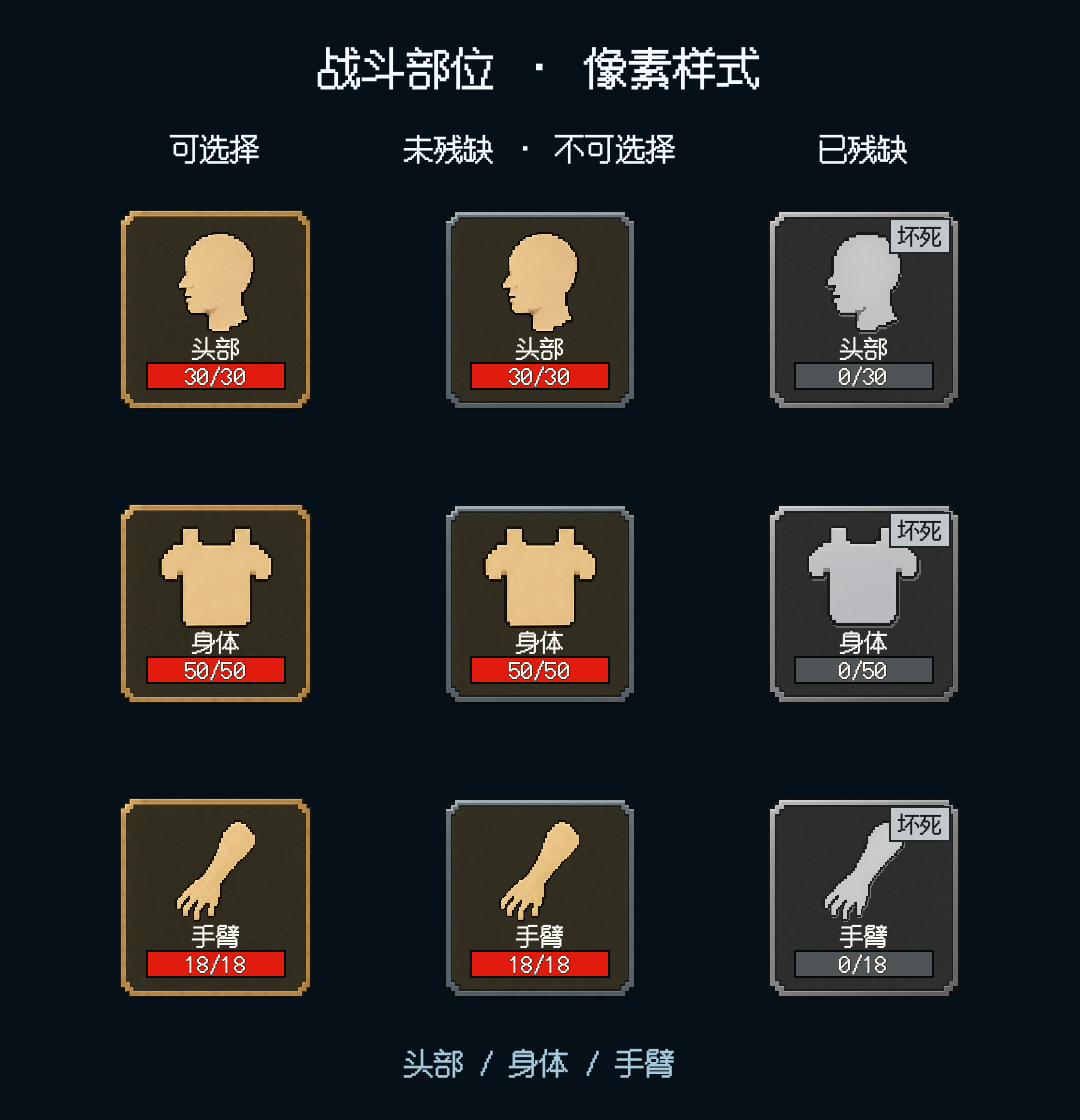 战斗部位 · 像素样式
可选择 未残缺 · 不可选择 已残缺
坏死
头部 头部 头部
30/30 30/30 0/30
坏死
身体 身体 身体
50/50 50/50 0/50
坏死
手臂 手臂 手臂
18/18 18/18 0/18
头部 / 身体 / 手臂